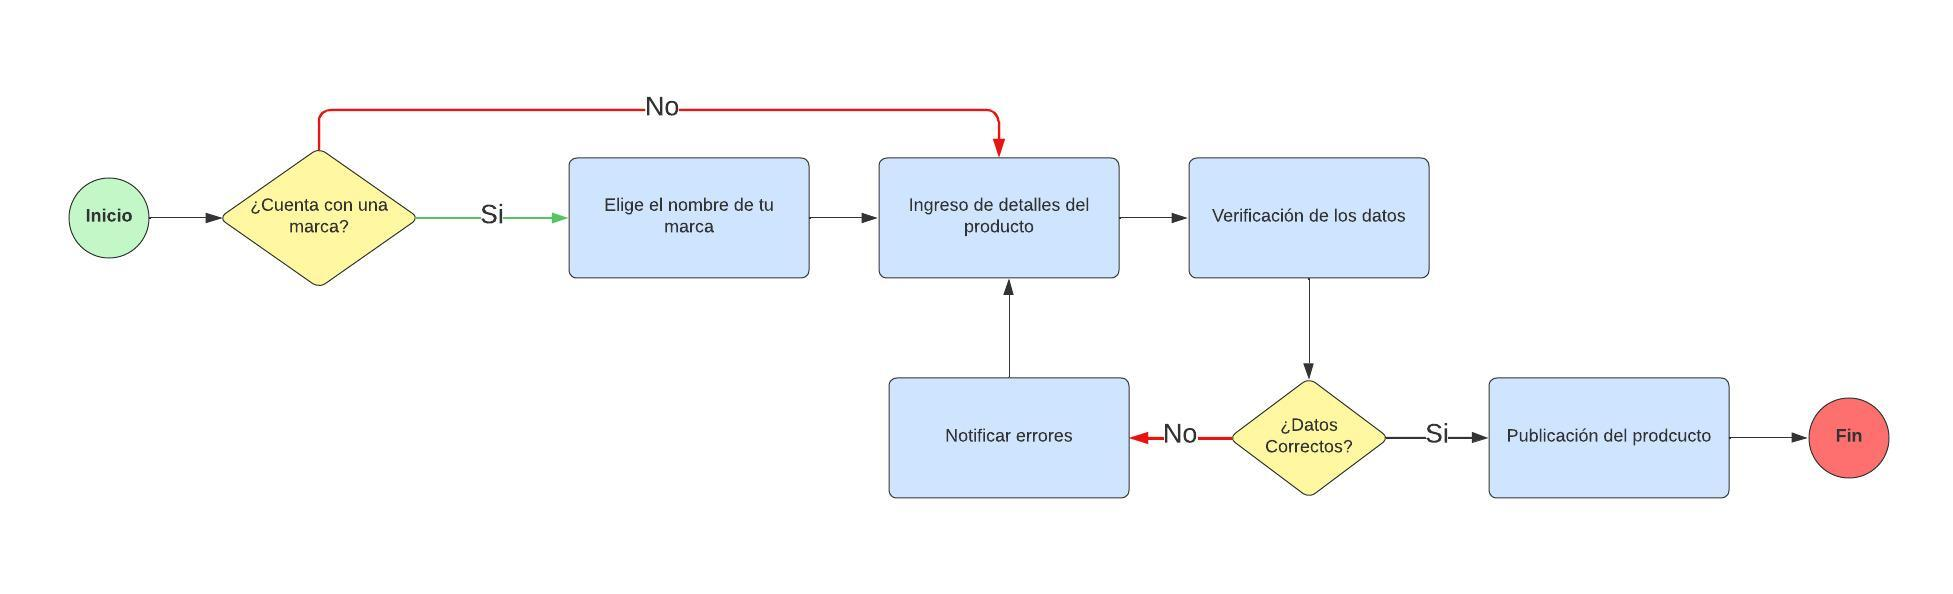 No
Inicio
¿Cuenta con una
marca?
Si
Elige el nombre de tu
marca
Ingreso de detalles del
producto
Verificación de los datos
Notificar errores
No
¿Datos
Correctos?
Si
Publicación del prodcucto
Fin